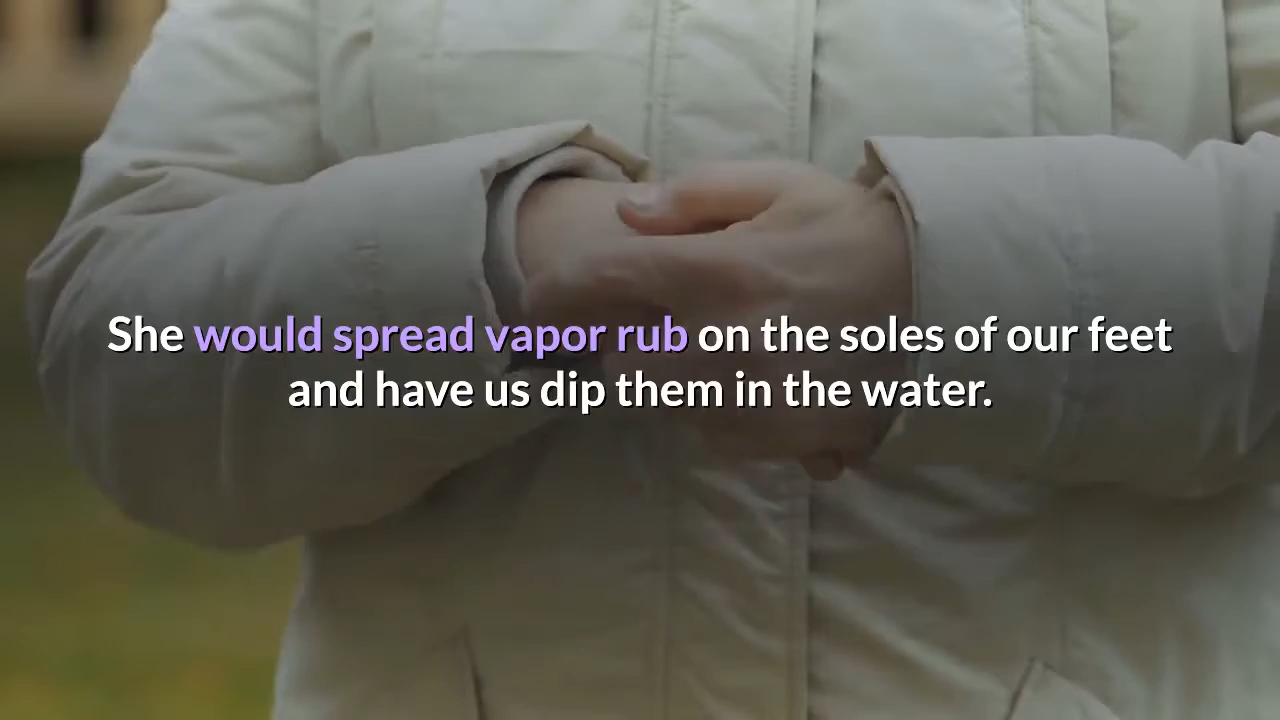 She would spread vapor rub on the soles of our feet
and have us dip them in the water.